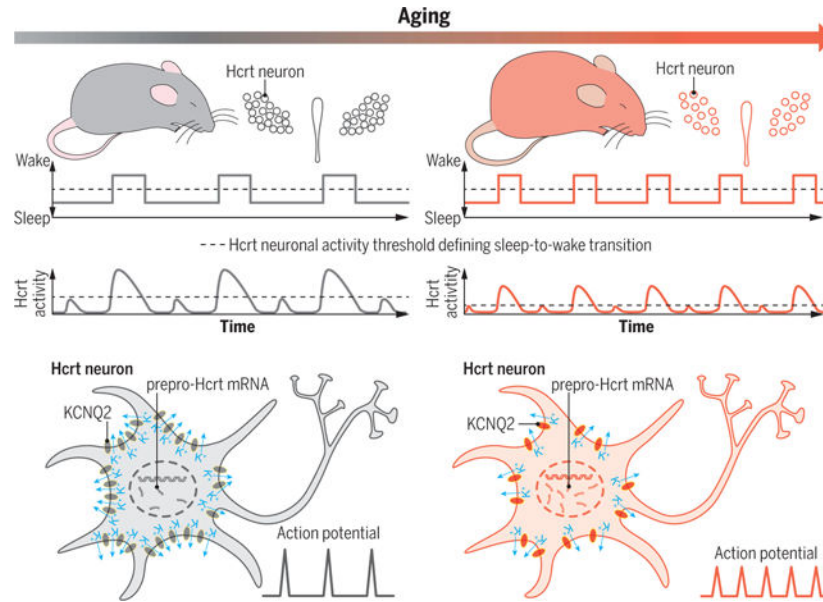 Aging
Hcrt neuron
Hcrt neuron
Wake
Sleep
Wake
Sleep
Hcrt neuronal activity threshold defining sleep-to-wake transition
Hcrt
activity
Time
Hcrt
activtity
Time
Hcrt neuron
prepro-Hcrt mRNA
KCNQ2
Action potential
Hcrt neuron
prepro-Hcrt mRNA
KCNQ2
Action potential